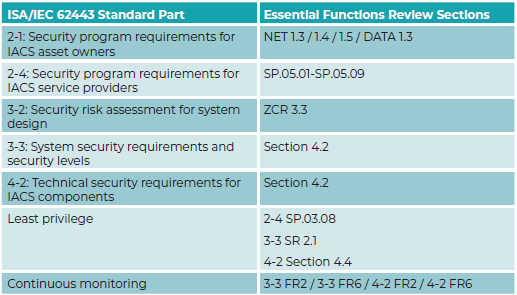 ISA/IEC 62443 Standard Part
Essential Functions Review Sections
2-1: Security program requirements for
IACS asset owners
NET 1.3 / 1.4 / 1.5 / DATA 1.3
2-4: Security program requirements for
IACS service providers
SP.05.01-SP.05.09
3-2: Security risk assessment for system
design
ZCR 3.3
3-3: System security requirements and
security levels
Section 4.2
4-2: Technical security requirements for
IACS components
Section 4.2
Least privilege
2-4 SP.03.08
3-3 SR 2.1
4-2 Section 4.4
Continuous monitoring
3-3 FR2 / 3-3 FR6 / 4-2 FR2 / 4-2 FR6